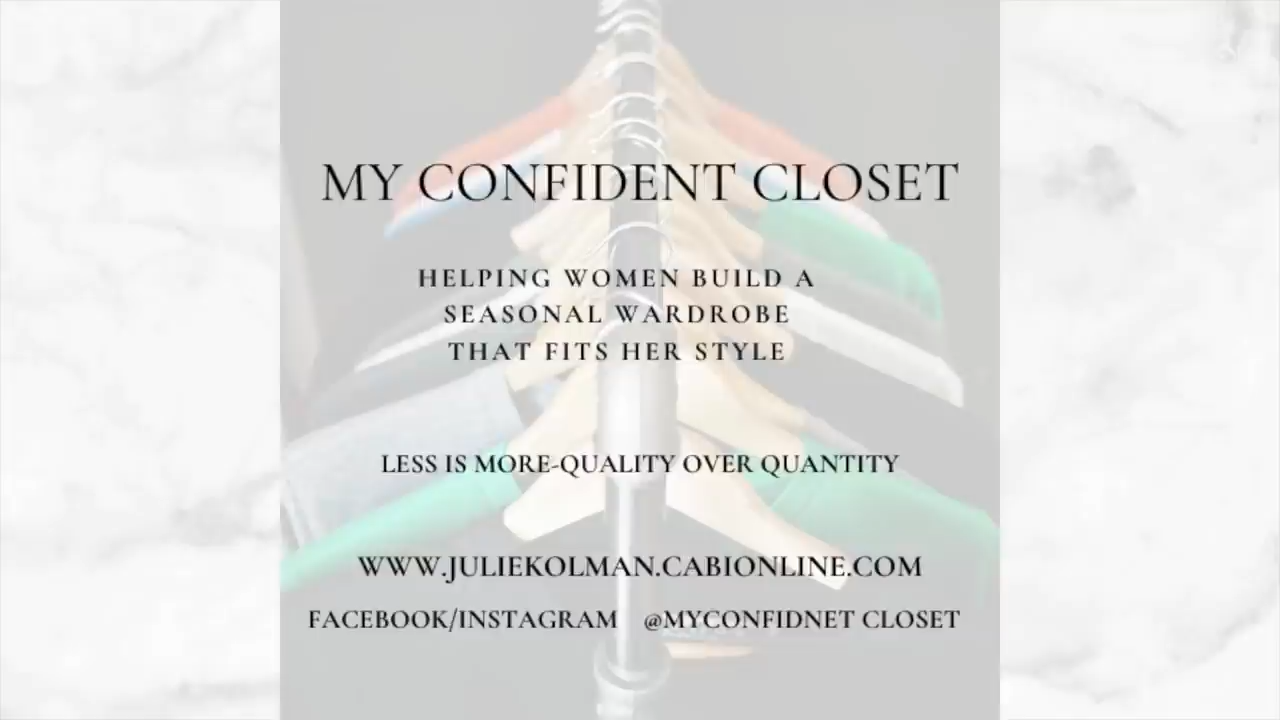 MY CONFIDENT CLOSET
HELPING WOMEN BUILD A
SEASONAL WARDROBE
THAT FITS HER STYLE
LESS IS MORE-QUALITY OVER QUANTITY
WWW.JULIEKOLMAN.CABIONLINE.COM
FACEBOOK/INSTAGRAM @MYCONFIDNET CLOSET